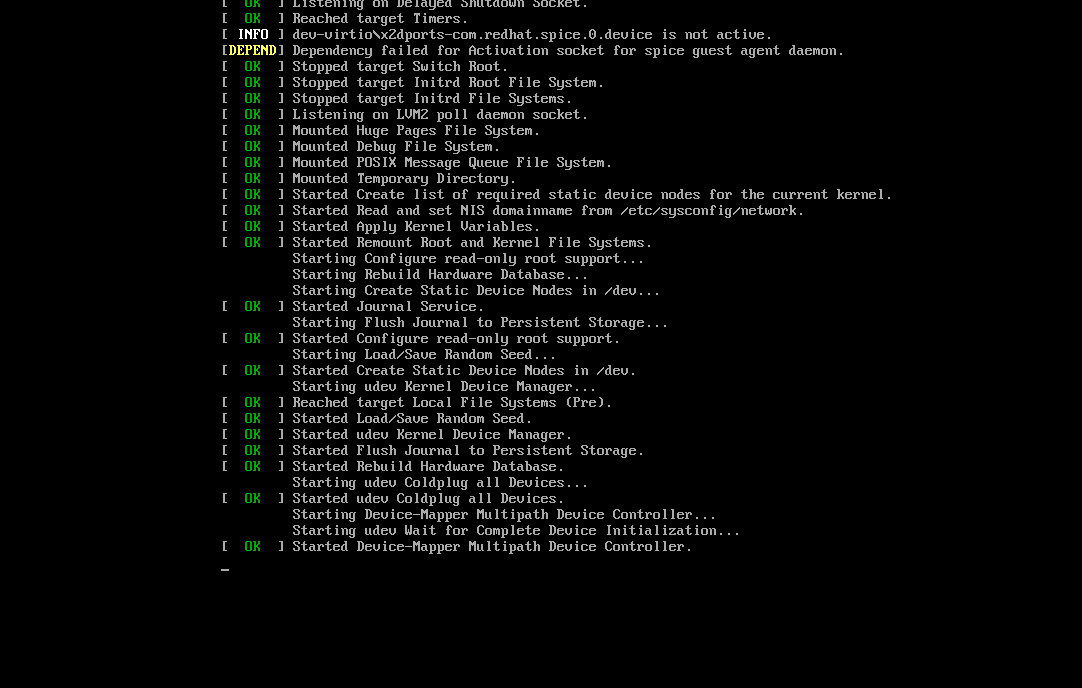 [  OK  ] Listening on Delayed Shutdown Socket.
[  OK  ] Reached target Timers.
[ INFO ] dev-virtio\x2dports-com.redhat.spice.0.device is not active.
[DEPEND] Dependency failed for Activation socket for spice guest agent daemon.
[  OK  ] Stopped target Switch Root.
[  OK  ] Stopped target Initrd Root File System.
[  OK  ] Stopped target Initrd File Systems.
[  OK  ] Listening on LVM2 poll daemon socket.
[  OK  ] Mounted Huge Pages File System.
[  OK  ] Mounted Debug File System.
[  OK  ] Mounted POSIX Message Queue File System.
[  OK  ] Mounted Temporary Directory.
[  OK  ] Started Create list of required static device nodes for the current kernel.
[  OK  ] Started Read and set NIS domainname from /etc/sysconfig/network.
[  OK  ] Started Apply Kernel Variables.
[  OK  ] Started Remount Root and Kernel File Systems.
Starting Configure read-only root support...
Starting Rebuild Hardware Database...
Starting Create Static Device Nodes in /dev...
[  OK  ] Started Journal Service.
Starting Flush Journal to Persistent Storage...
[  OK  ] Started Configure read-only root support.
Starting Load/Save Random Seed...
[  OK  ] Started Create Static Device Nodes in /dev.
Starting udev Kernel Device Manager...
[  OK  ] Reached target Local File Systems (Pre).
[  OK  ] Started Load/Save Random Seed.
[  OK  ] Started udev Kernel Device Manager.
[  OK  ] Started Flush Journal to Persistent Storage.
[  OK  ] Started Rebuild Hardware Database.
Starting udev Coldplug all Devices...
[  OK  ] Started udev Coldplug all Devices.
Starting Device-Mapper Multipath Device Controller...
Starting udev Wait for Complete Device Initialization...
[  OK  ] Started Device-Mapper Multipath Device Controller.